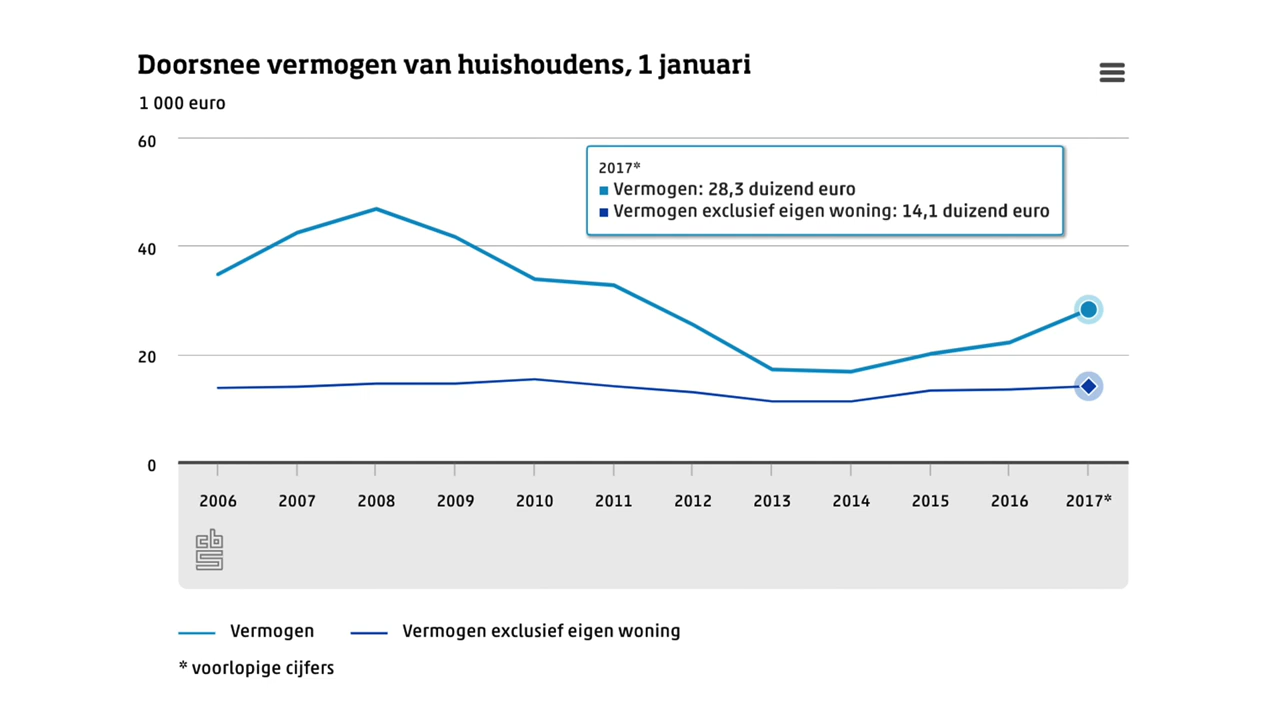 Doorsnee vermogen van huishoudens, 1 januari
1 000 euro
60
2017*
Vermogen: 28,3 duizend euro
Vermogen exclusief eigen woning: 14,1 duizend euro
40
20
0
2006 2007 2008 2009 2010 2011 2012 2013 2014 2015 2016 2017*
cbs
Vermogen Vermogen exclusief eigen woning
* voorlopige cijfers